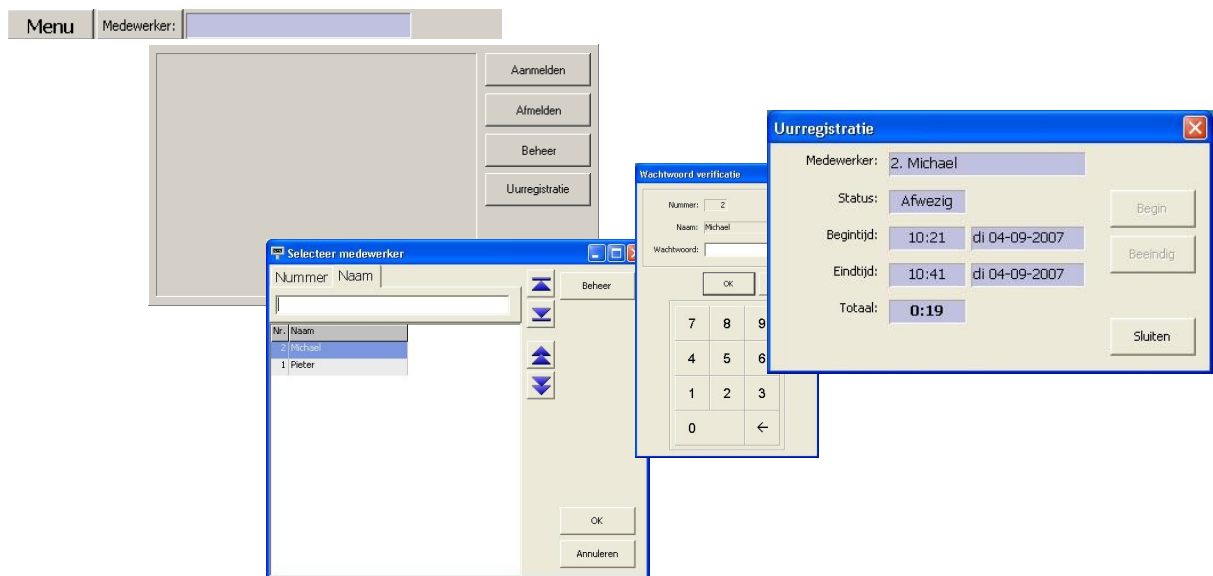 Menu Medewerker:
Aanmelden
Afmelden
Beheer
Uurregistratie
Selecteer medewerker
Nummer Naam
Beheer
Nr. Naam
2 Michael
1 Pieter
OK
Annuleren
Wachtwoord verificatie
Nummer: 2
Naam: Michael
Wachtwoord:
OK
7 8 9
4 5 6
1 2 3
0 ←
Uurregistratie
Medewerker: 2. Michael
Status: Afwezig
Begintijd: 10:21 di 04-09-2007
Eindtijd: 10:41 di 04-09-2007
Totaal: 0:19
Begin
Beeindig
Sluiten